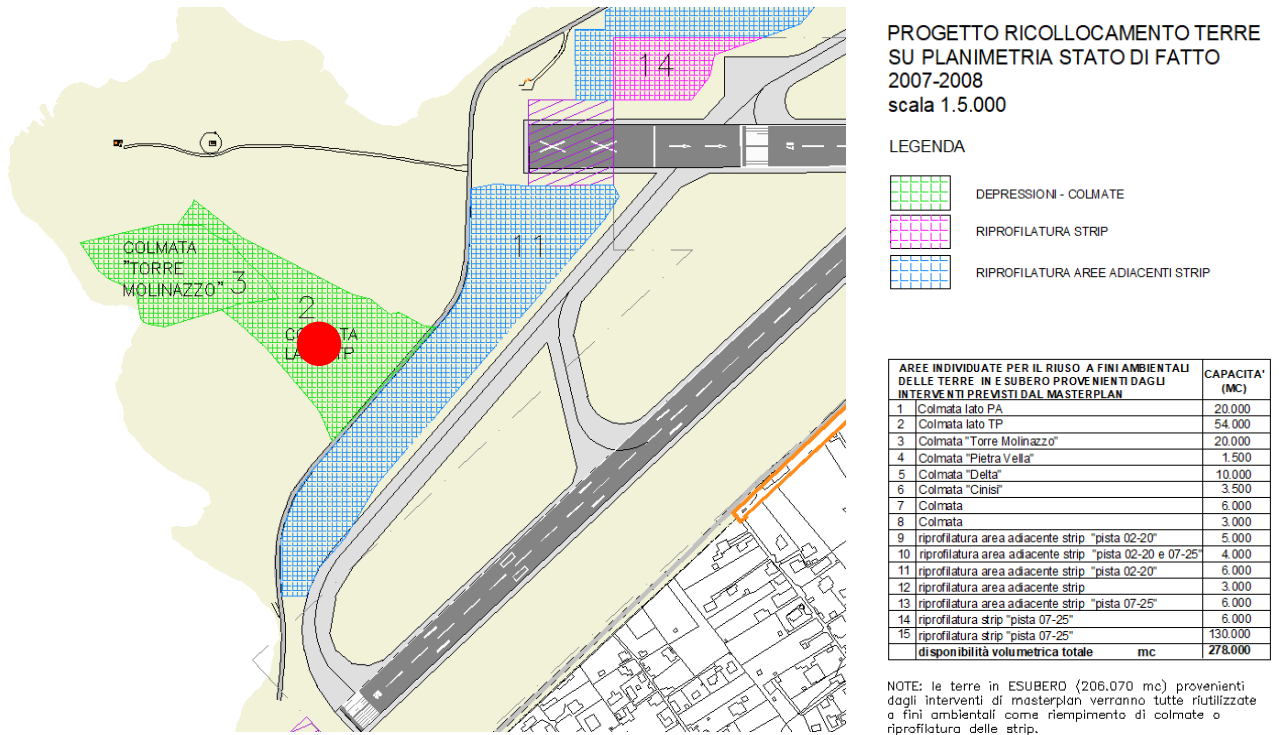 14
11
COLMATA
"TORRE
MOLINAZZO" 3
2
TP
PROGETTO RICOLLOCAMENTO TERRE
SU PLANIMETRIA STATO DI FATTO
2007-2008
scala 1.5.000
LEGENDA
DEPRESSIONI - COLMATE
RIPROFILATURA STRIP
RIPROFILATURA AREE ADIACENTI STRIP
AREE INDIVIDUATE PER IL RIUSO A FINI AMBIENTALI CAPACITA'
DELLE TERRE IN ESUBERO PROVENIENTI DAGLI (MC)
INTERVENTI PREVISTI DAL MASTERPLAN
1 Colmata lato PA 20.000
2 Colmata lato TP 54.000
3 Colmata "Torre Molinazzo" 20.000
4 Colmata "Pietra Vella" 1.500
5 Colmata "Delta" 10.000
6 Colmata "Cinisi" 3.500
7 Colmata 6.000
8 Colmata 3.000
9 riprofilatura area adiacente strip "pista 02-20" 5.000
10 riprofilatura area adiacente strip "pista 02-20 e 07-25" 4.000
11 riprofilatura area adiacente strip "pista 02-20" 6.000
12 riprofilatura area adiacente strip 3.000
13 riprofilatura area adiacente strip "pista 07-25" 6.000
14 riprofilatura strip "pista 07-25" 6.000
15 riprofilatura strip "pista 07-25" 130.000
disponibilità volumetrica totale mc 278.000
NOTE: le terre in ESUBERO (206.070 mc) provenienti
dagli interventi di masterplan verranno tutte riutilizzate
a fini ambientali come riempimento di colmate o
riprofilatura delle strip.